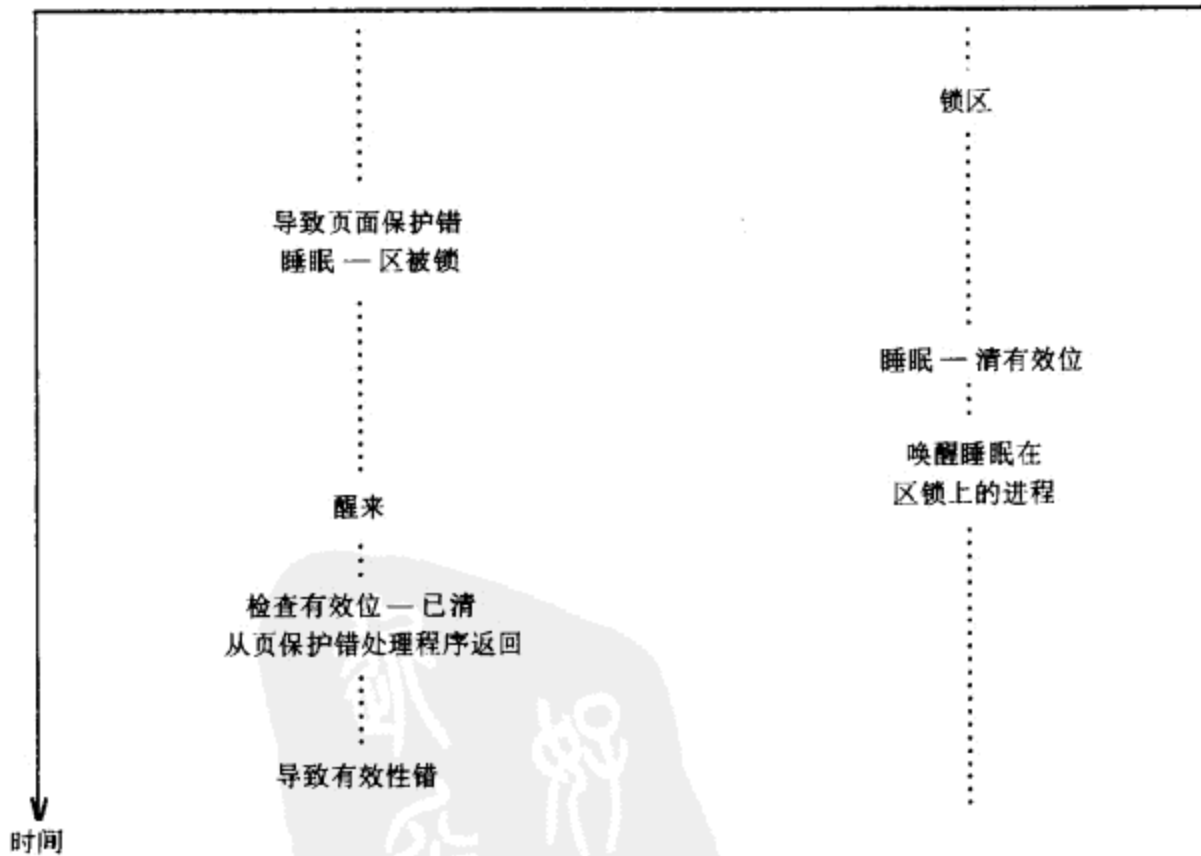 锁区
导致页面保护错
睡眠 — 区被锁
睡眠 — 清有效位
唤醒睡眠在
区锁上的进程
醒来
检查有效位 — 已清
从页保护错处理程序返回
导致有效性错
时间